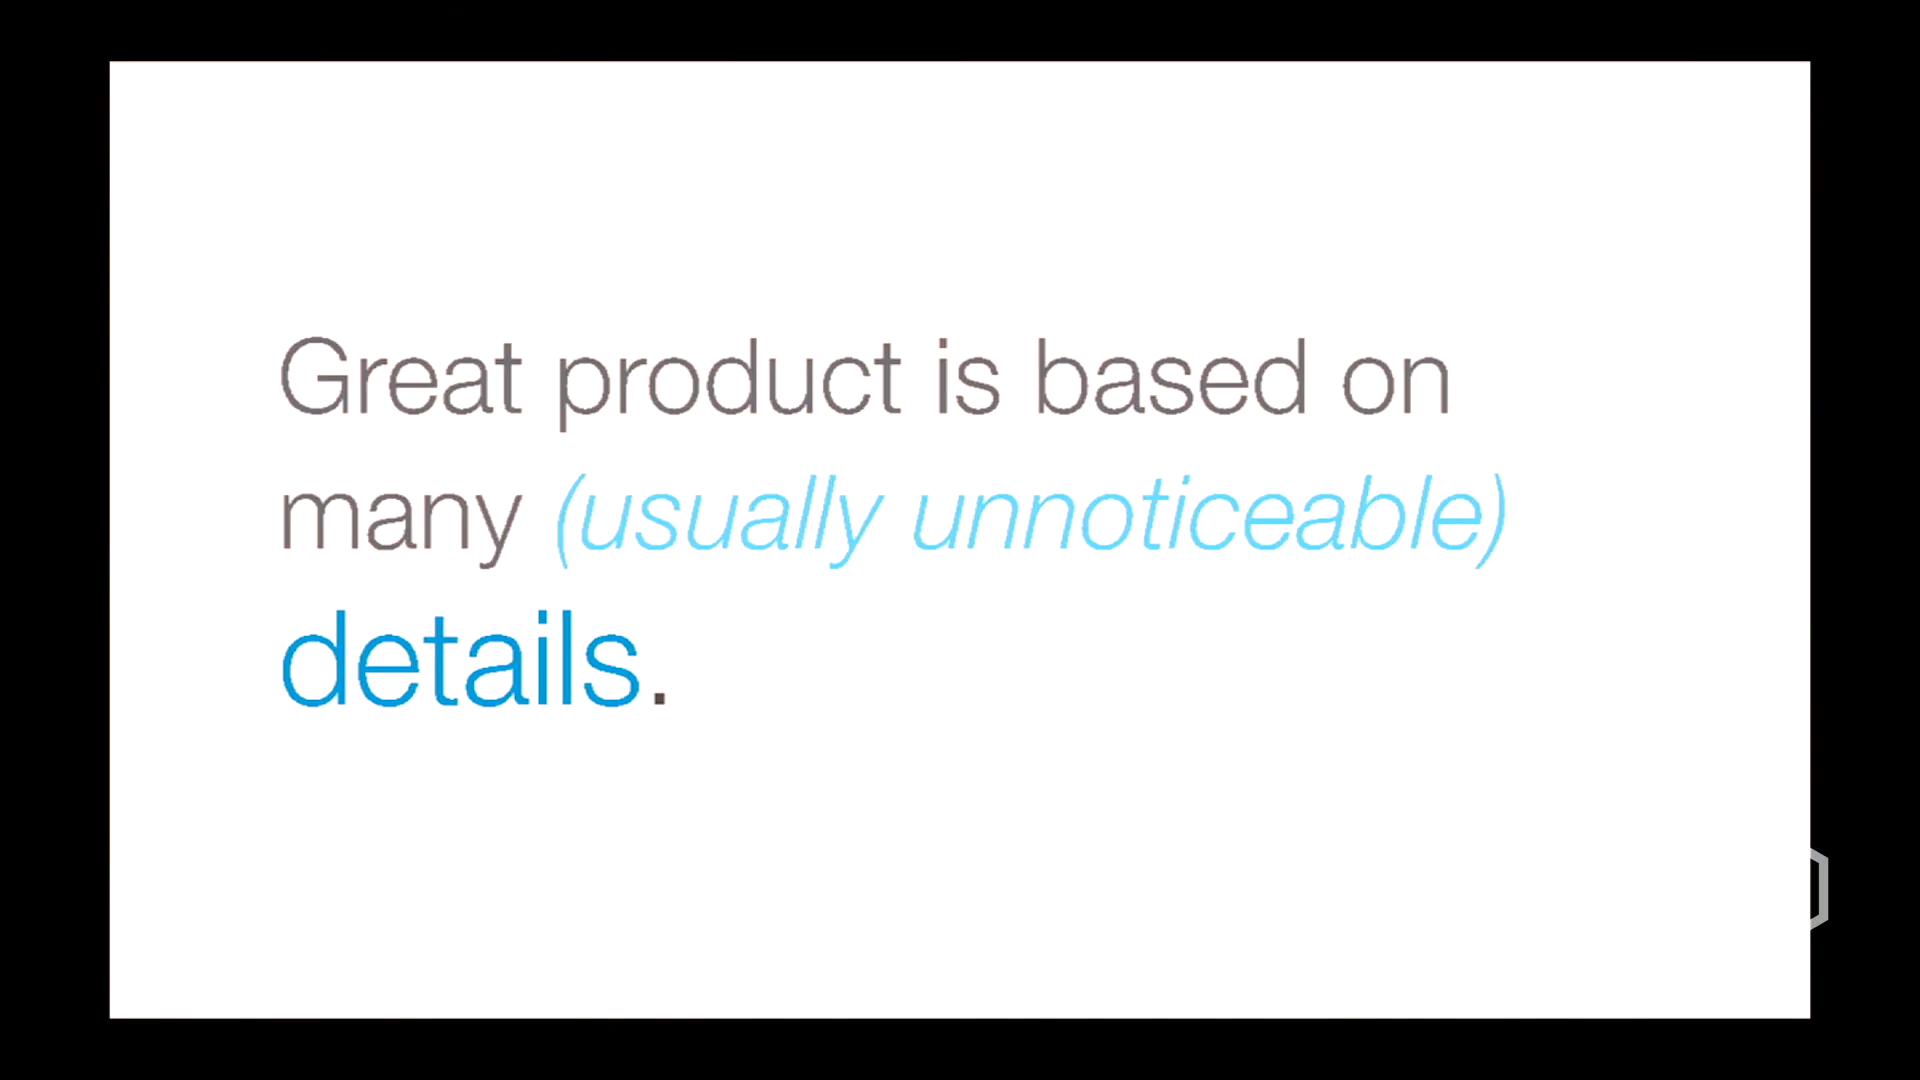 Great product is based on
many (usually unnoticeable)
details.